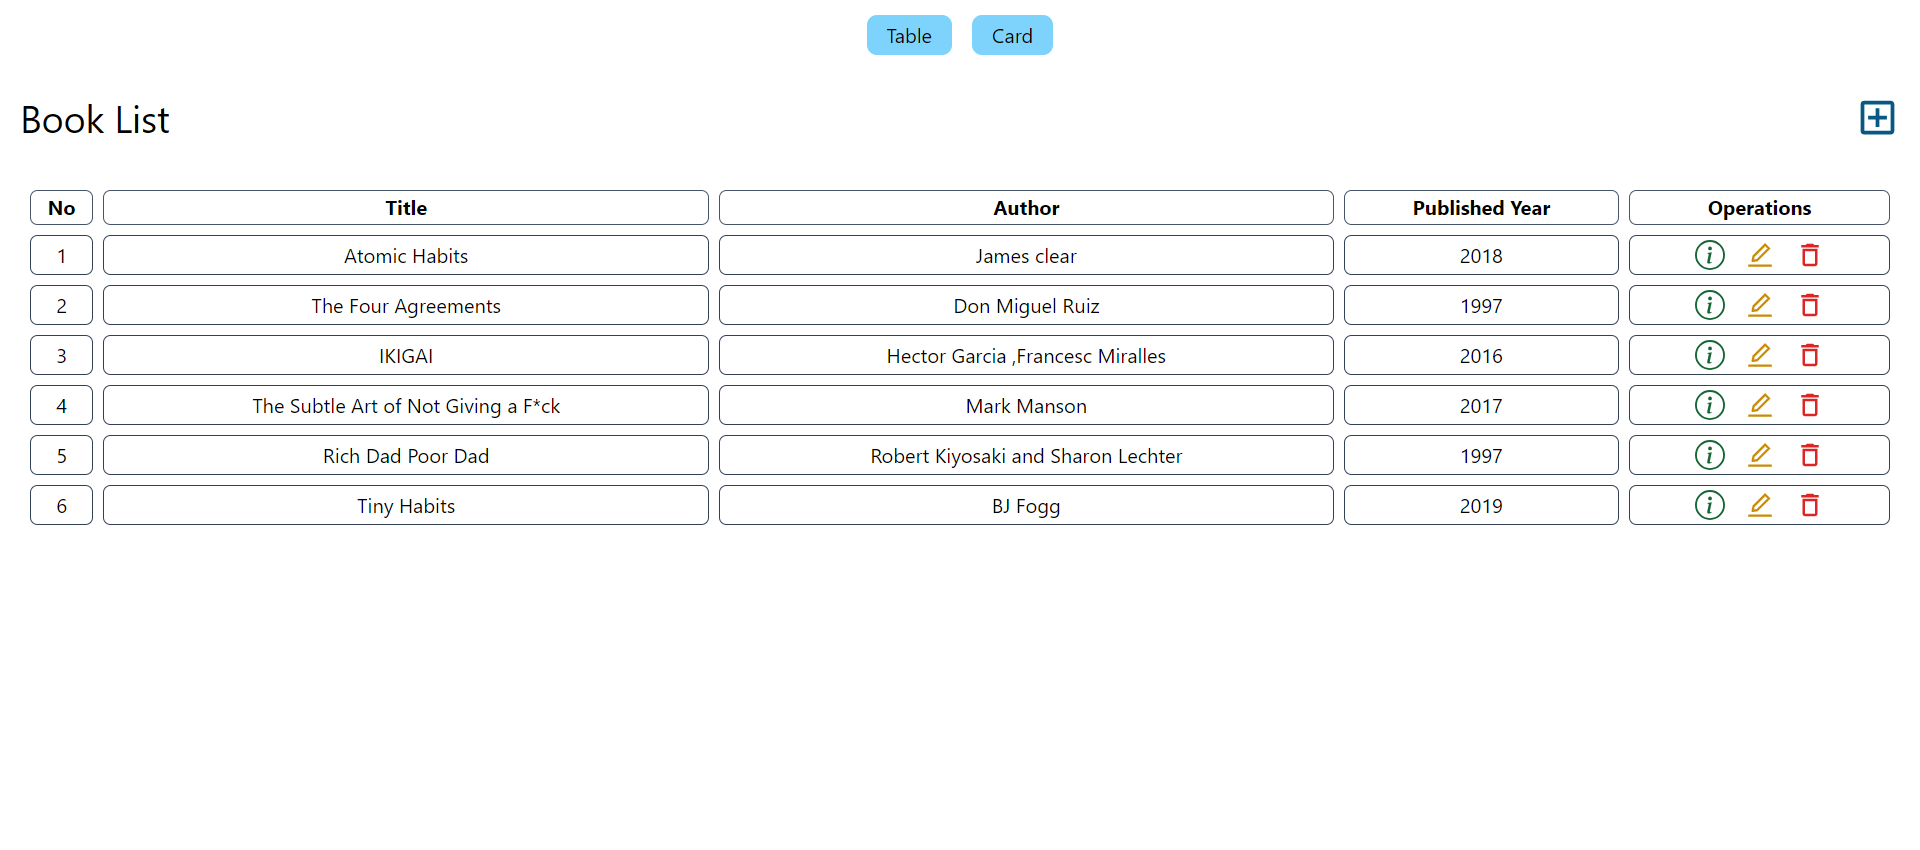 Table Card
Book List
No Title Author Published Year Operations
1 Atomic Habits James clear 2018
2 The Four Agreements Don Miguel Ruiz 1997
3 IKIGAI Hector Garcia ,Francesc Miralles 2016
4 The Subtle Art of Not Giving a F*ck Mark Manson 2017
5 Rich Dad Poor Dad Robert Kiyosaki and Sharon Lechter 1997
6 Tiny Habits BJ Fogg 2019